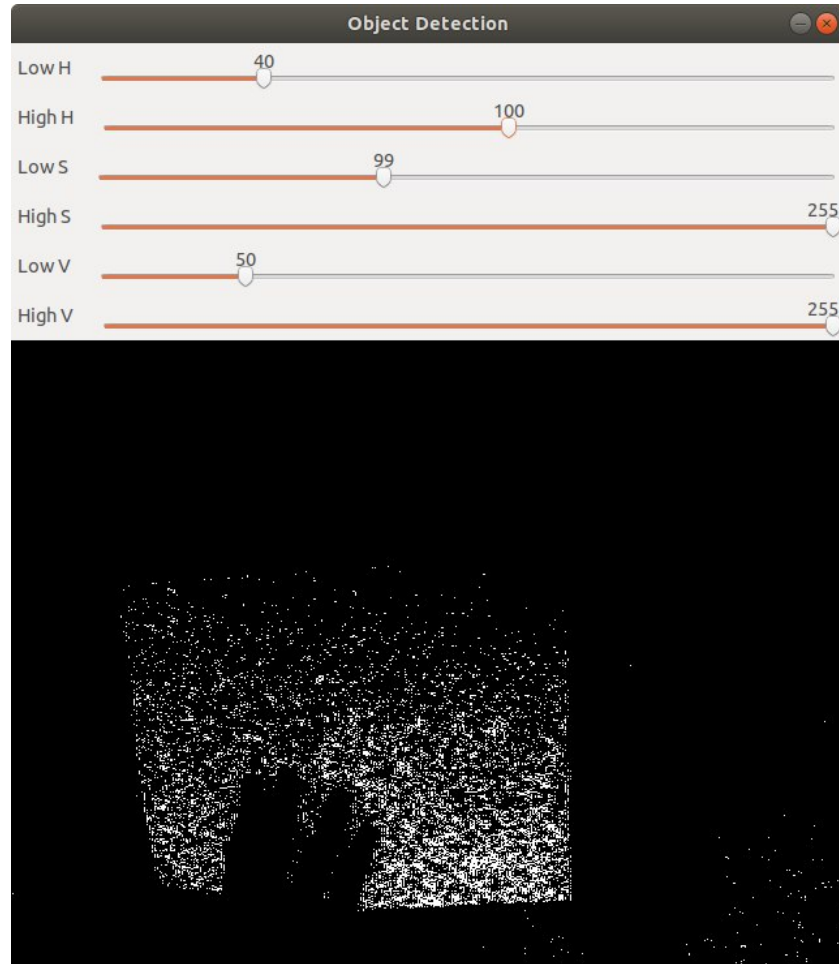 Object Detection
Low H 40
High H 100
Low S 99
High S 255
Low V 50
High V 255